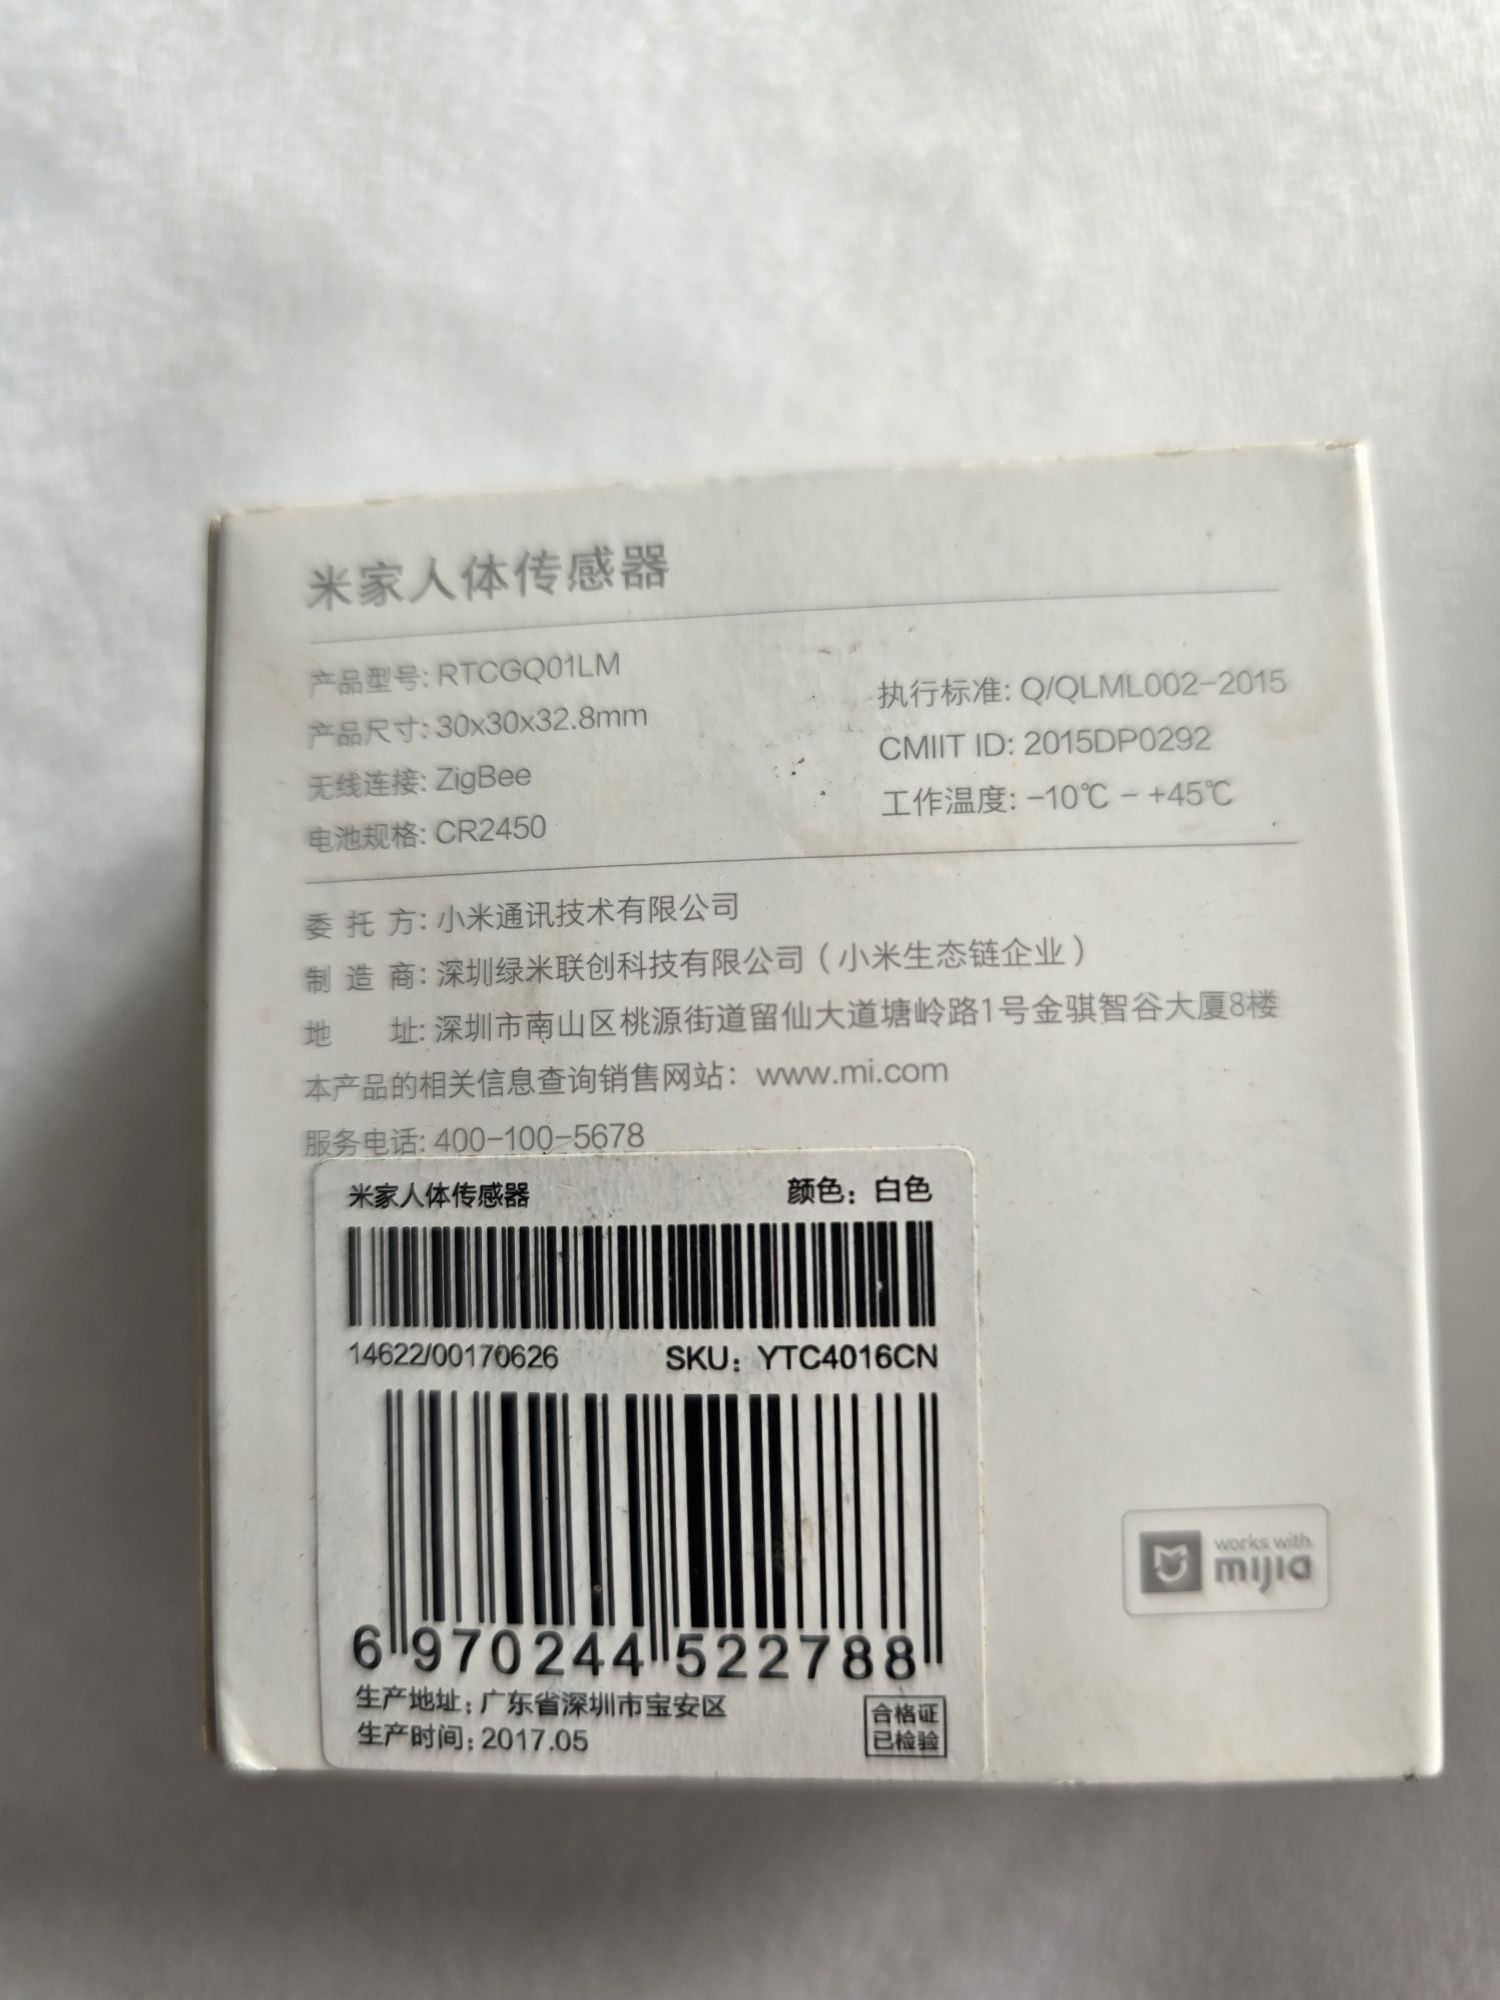 米家人体传感器
产品型号: RTCGQ01LM
产品尺寸: 30x30x32.8mm
无线连接: ZigBee
电池规格: CR2450
执行标准: Q/QLML002-2015
CMIIT ID: 2015DP0292
工作温度: -10℃ - +45℃
委 托 方: 小米通讯技术有限公司
制 造 商: 深圳绿米联创科技有限公司（小米生态链企业）
地 址: 深圳市南山区桃源街道留仙大道塘岭路1号金骐智谷大厦8楼
本产品的相关信息查询销售网站: www.mi.com
服务电话: 400-100-5678
米家人体传感器 颜色: 白色
14622/00170626 SKU: YTC4016CN
6 970244 522788
生产地址: 广东省深圳市宝安区
生产时间: 2017.05
合格证
已检验
works with
mijia